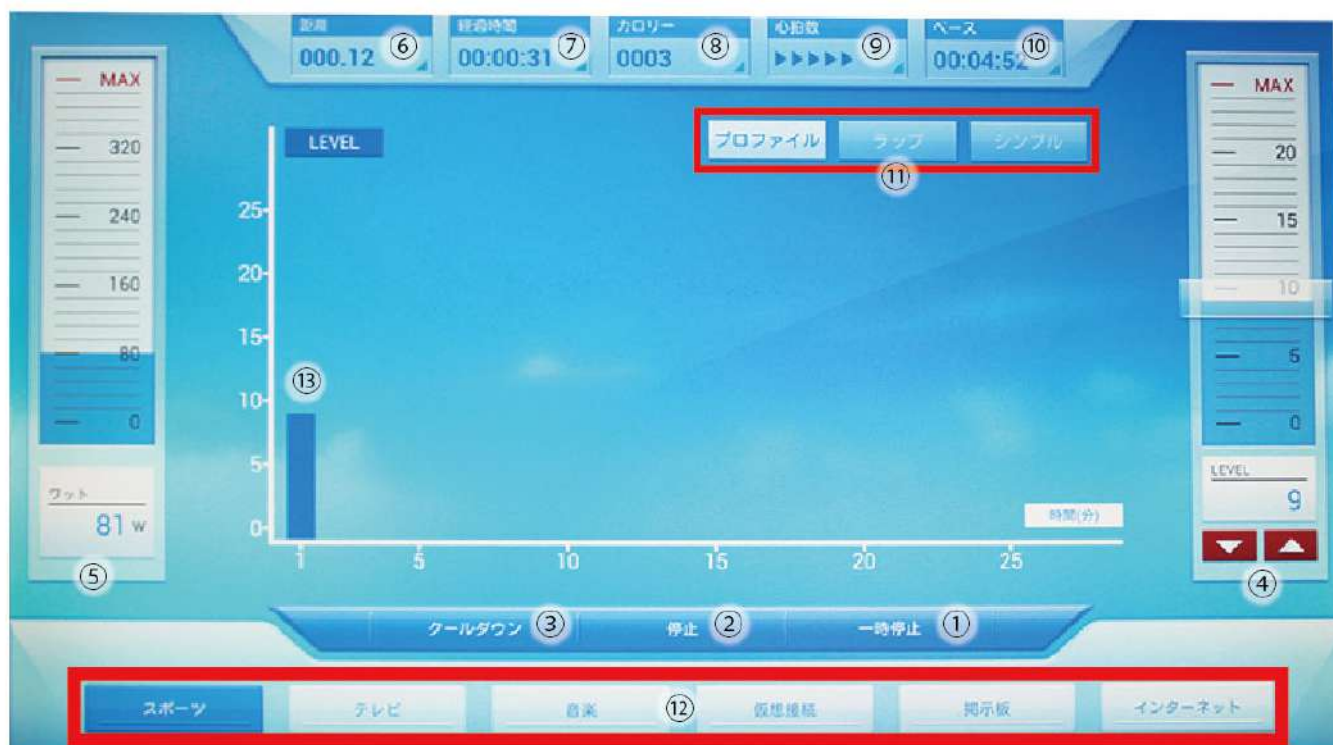 距離
000.12
⑥
経過時間
00:00:31
⑦
カロリー
0003
⑧
心拍数
▶▶▶▶▶
⑨
ペース
00:04:52
⑩
MAX
320
240
160
80
0
ワット
81 W
⑤
LEVEL
プロファイル
ラップ
シンプル
⑪
25
20
15
10
5
0
⑬
時間(分)
1
5
10
15
20
25
MAX
20
15
10
5
0
LEVEL
9
④
クールダウン ③
停止 ②
一時停止 ①
スポーツ
テレビ
音楽
⑫
仮想接続
掲示板
インターネット